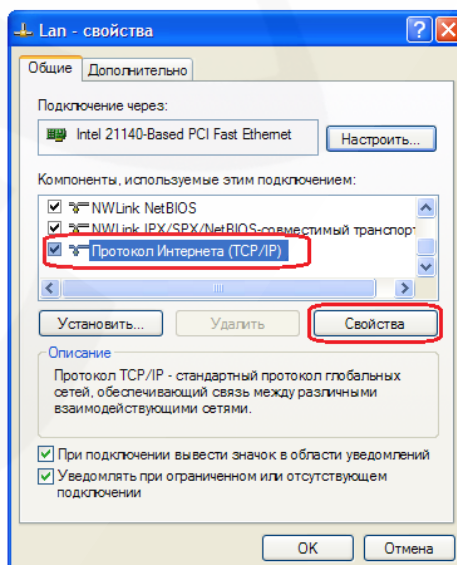 Lan - свойства
Общие Дополнительно
Подключение через:
Intel 21140-Based PCI Fast Ethernet Настроить...
Компоненты, используемые этим подключением:
NWLink NetBIOS
NWLink IPX/SPX/NetBIOS-совместимый транспорт
Протокол Интернета (TCP/IP)
Установить... Удалить Свойства
Описание
Протокол TCP/IP - стандартный протокол глобальных
сетей, обеспечивающий связь между различными
взаимодействующими сетями.
При подключении вывести значок в области уведомлений
Уведомлять при ограниченном или отсутствующем
подключении
OK Отмена